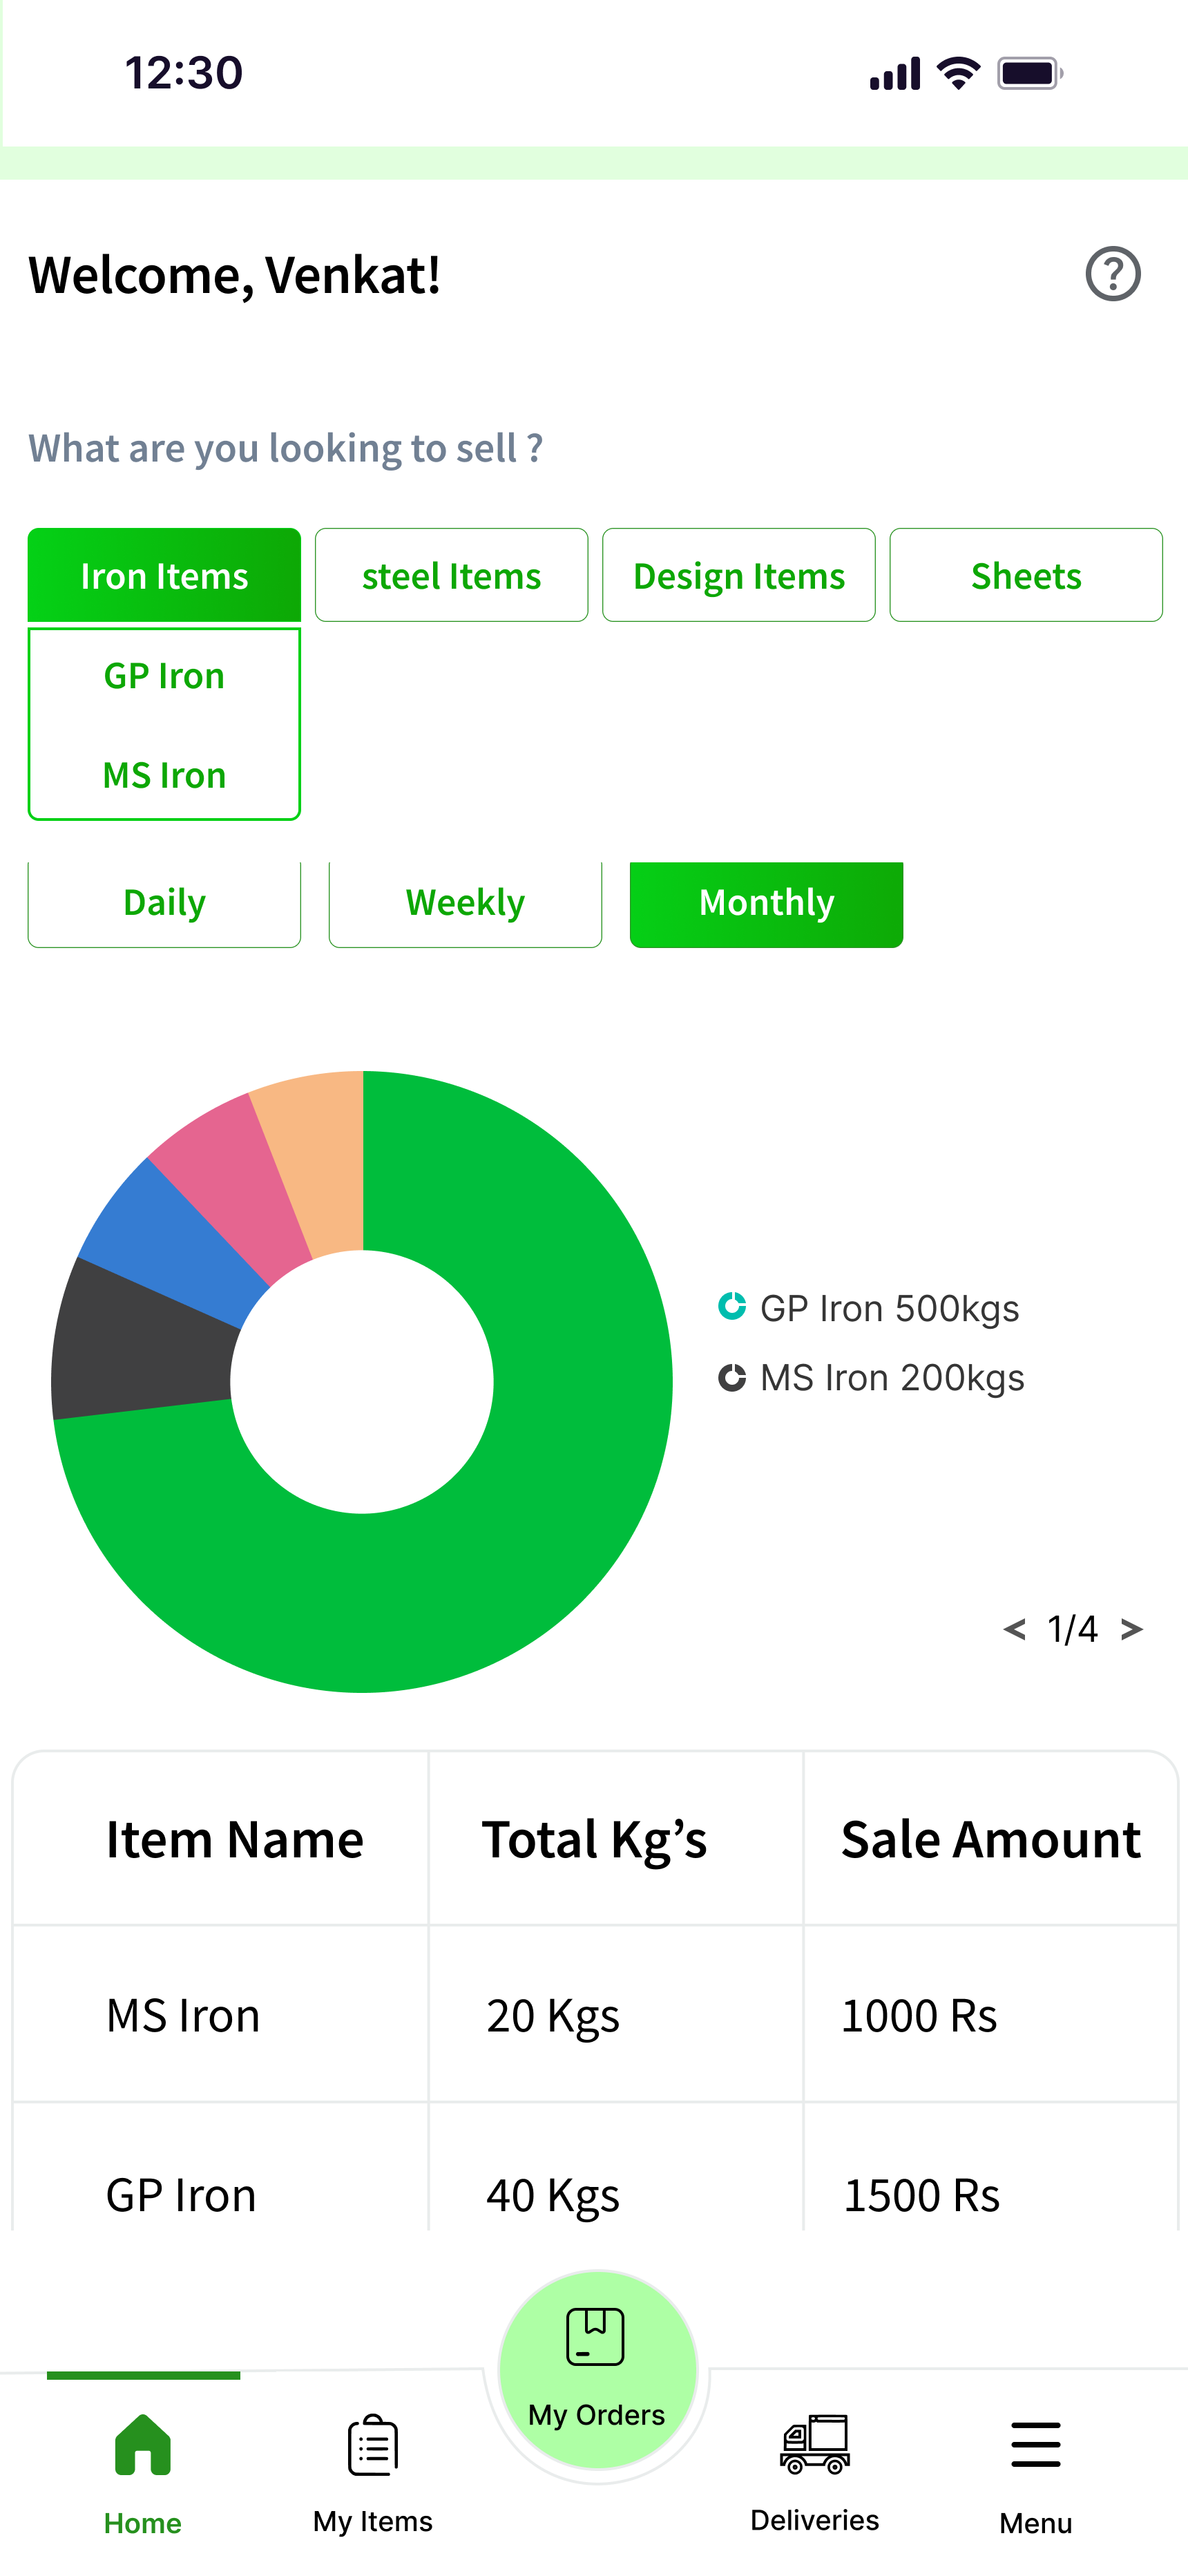 12:30
Welcome, Venkat!
What are you looking to sell ?
Iron Items
steel Items
Design Items
Sheets
GP Iron
MS Iron
Daily
Weekly
Monthly
GP Iron 500kgs
MS Iron 200kgs
< 1/4 >
Item Name
Total Kg’s
Sale Amount
MS Iron
20 Kgs
1000 Rs
GP Iron
40 Kgs
1500 Rs
My Orders
Home
My Items
Deliveries
Menu